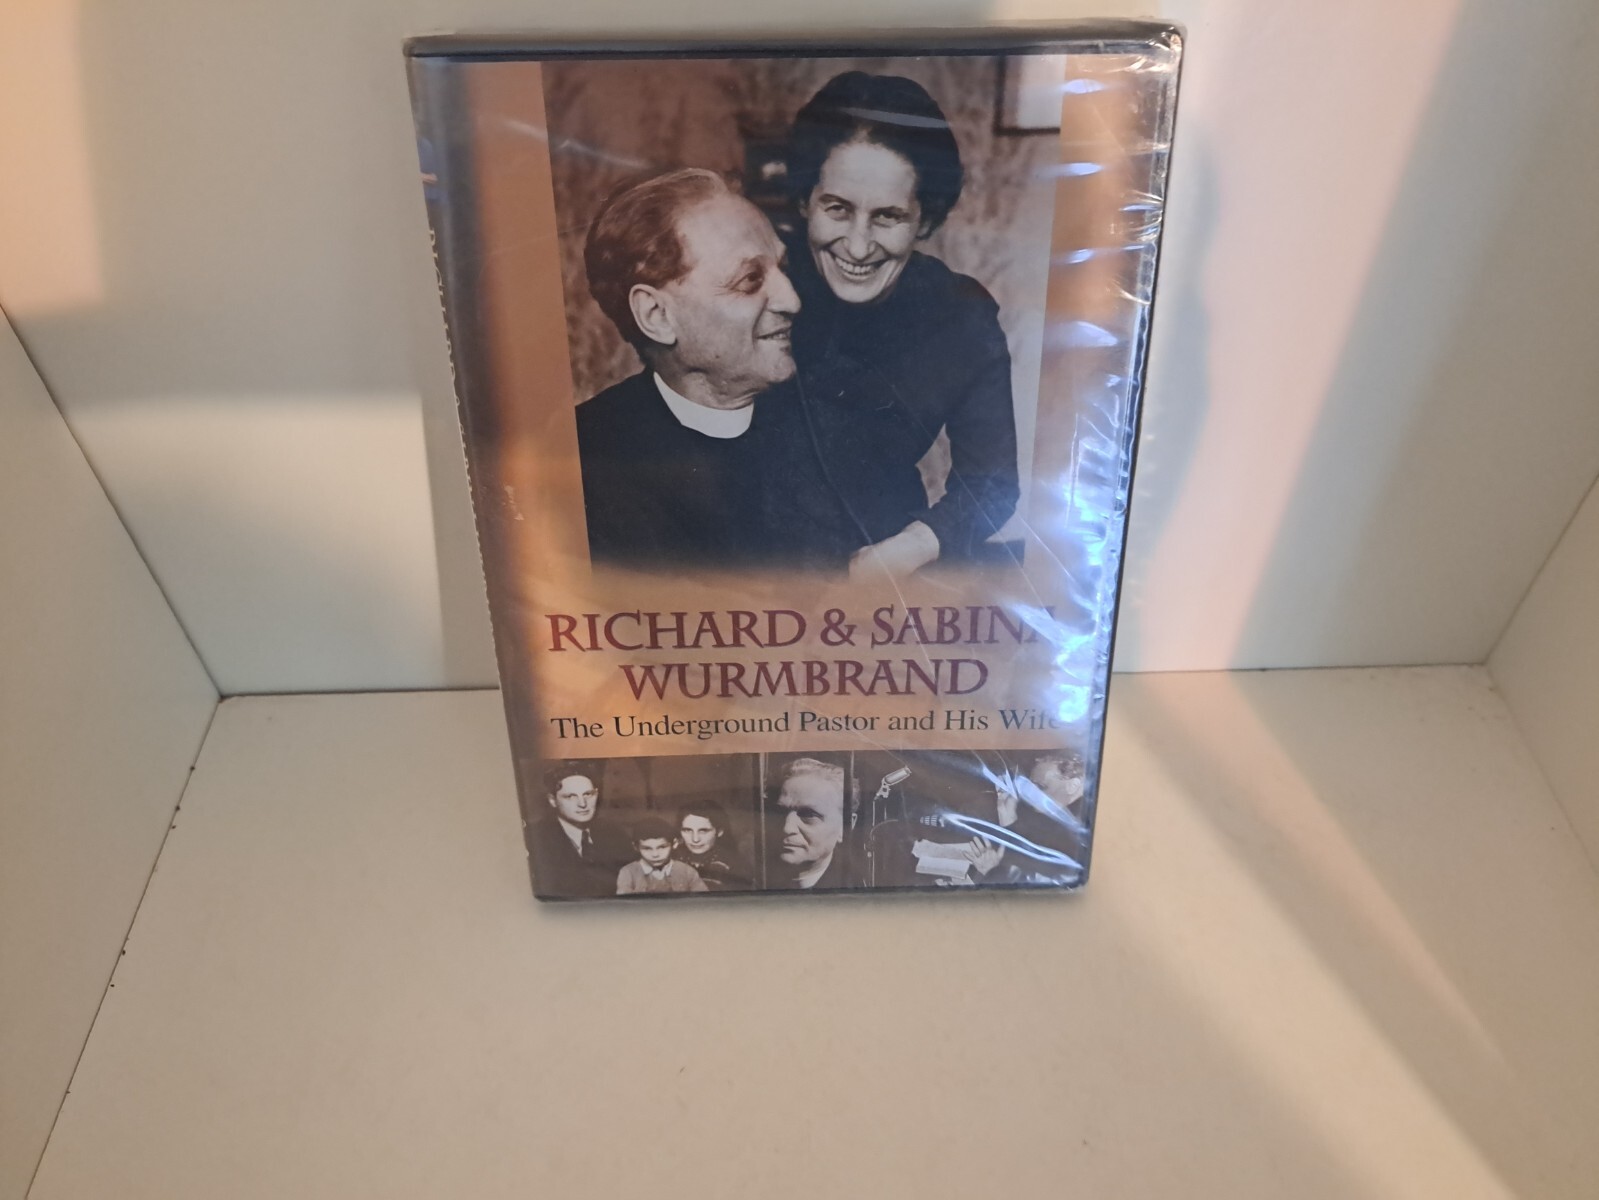 RICHARD & SABINA
WURMBRAND
The Underground Pastor and His Wife